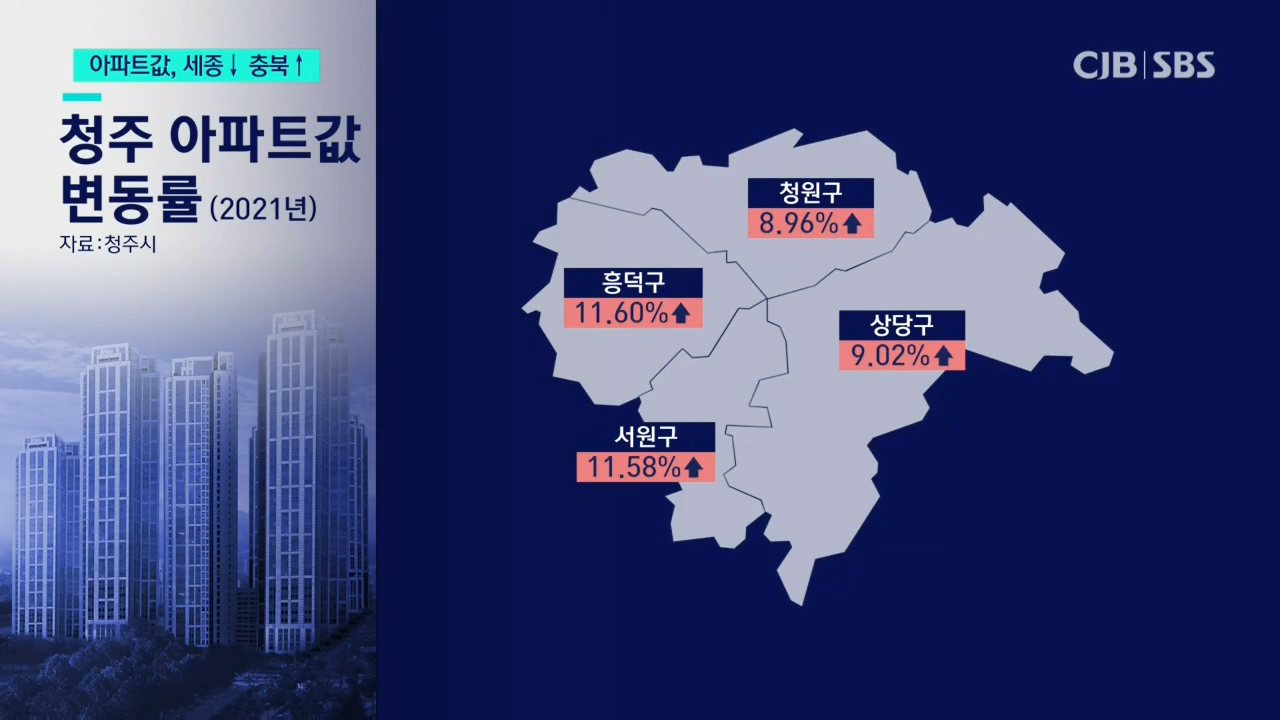 아파트값, 세종↓ 충북↑
CJB SBS
청주 아파트값
변동률 (2021년)
자료:청주시
청원구
8.96%↑
흥덕구
11.60%↑
상당구
9.02%↑
서원구
11.58%↑